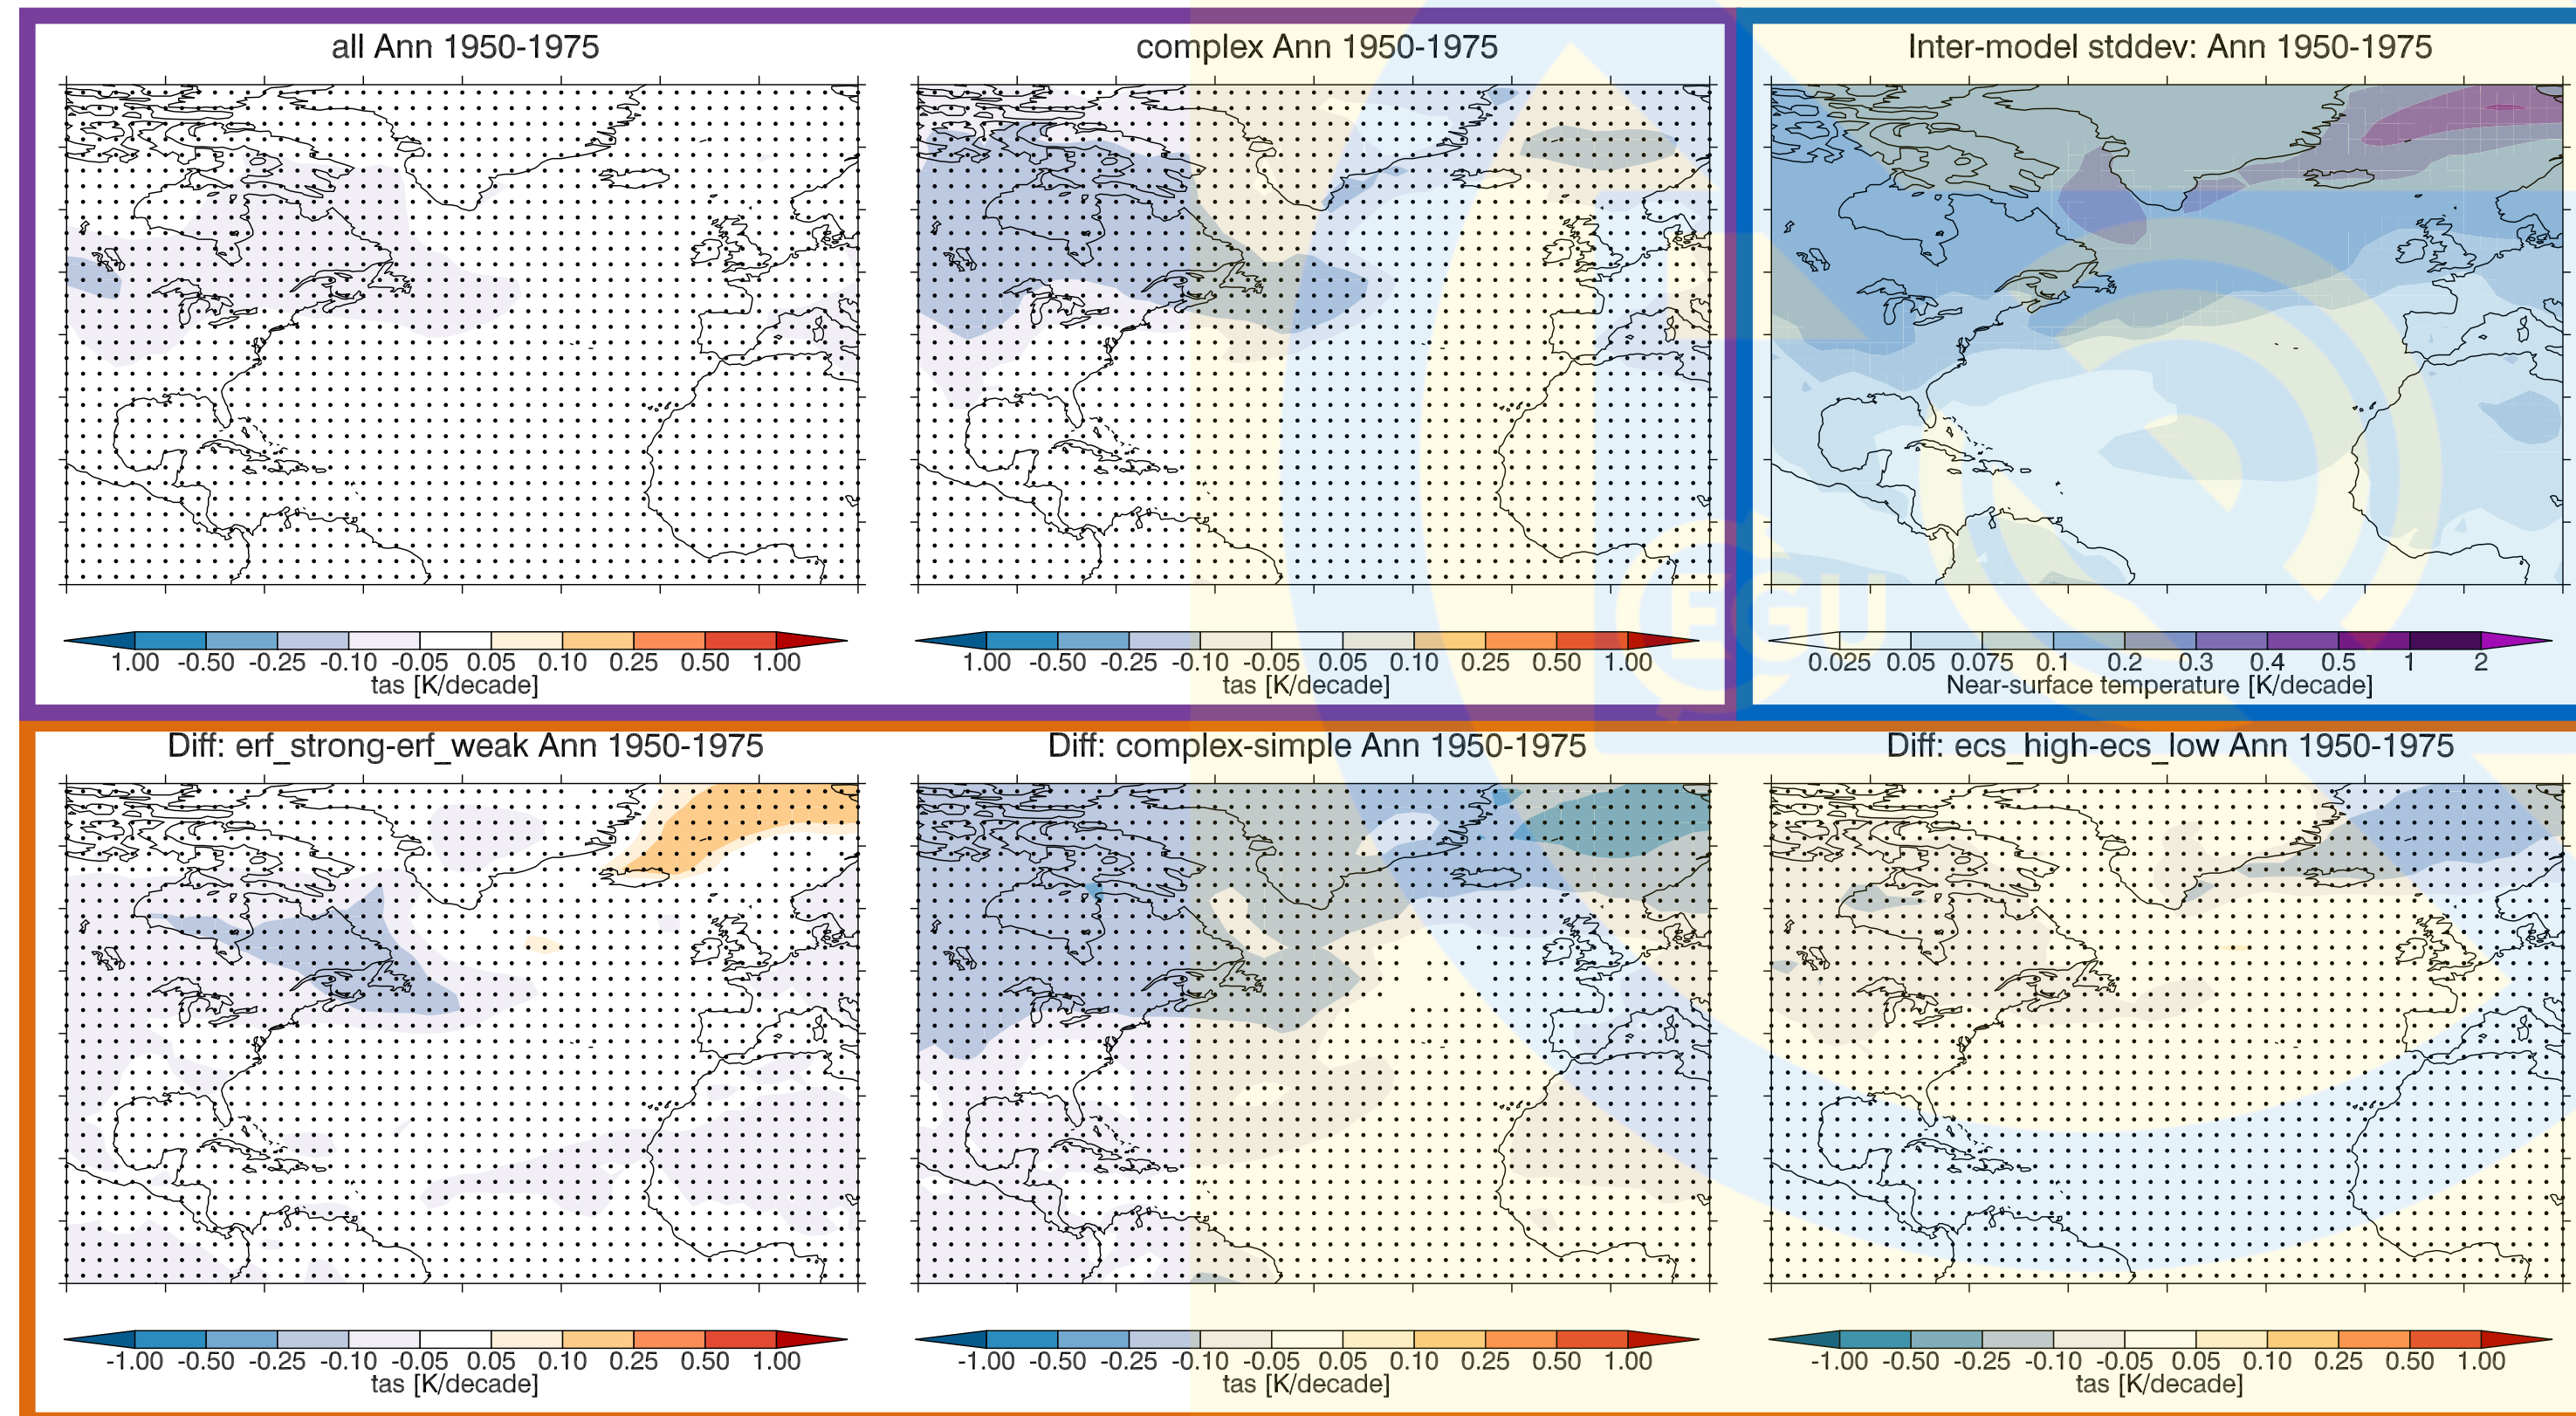 all Ann 1950-1975
complex Ann 1950-1975
Inter-model stddev: Ann 1950-1975
1.00 -0.50 -0.25 -0.10 -0.05 0.05 0.10 0.25 0.50 1.00
tas [K/decade]
1.00 -0.50 -0.25 -0.10 -0.05 0.05 0.10 0.25 0.50 1.00
tas [K/decade]
0.025 0.05 0.075 0.1 0.2 0.3 0.4 0.5 1 2
Near-surface temperature [K/decade]
EGU
Diff: erf_strong-erf_weak Ann 1950-1975
Diff: complex-simple Ann 1950-1975
Diff: ecs_high-ecs_low Ann 1950-1975
-1.00 -0.50 -0.25 -0.10 -0.05 0.05 0.10 0.25 0.50 1.00
tas [K/decade]
-1.00 -0.50 -0.25 -0.10 -0.05 0.05 0.10 0.25 0.50 1.00
tas [K/decade]
-1.00 -0.50 -0.25 -0.10 -0.05 0.05 0.10 0.25 0.50 1.00
tas [K/decade]